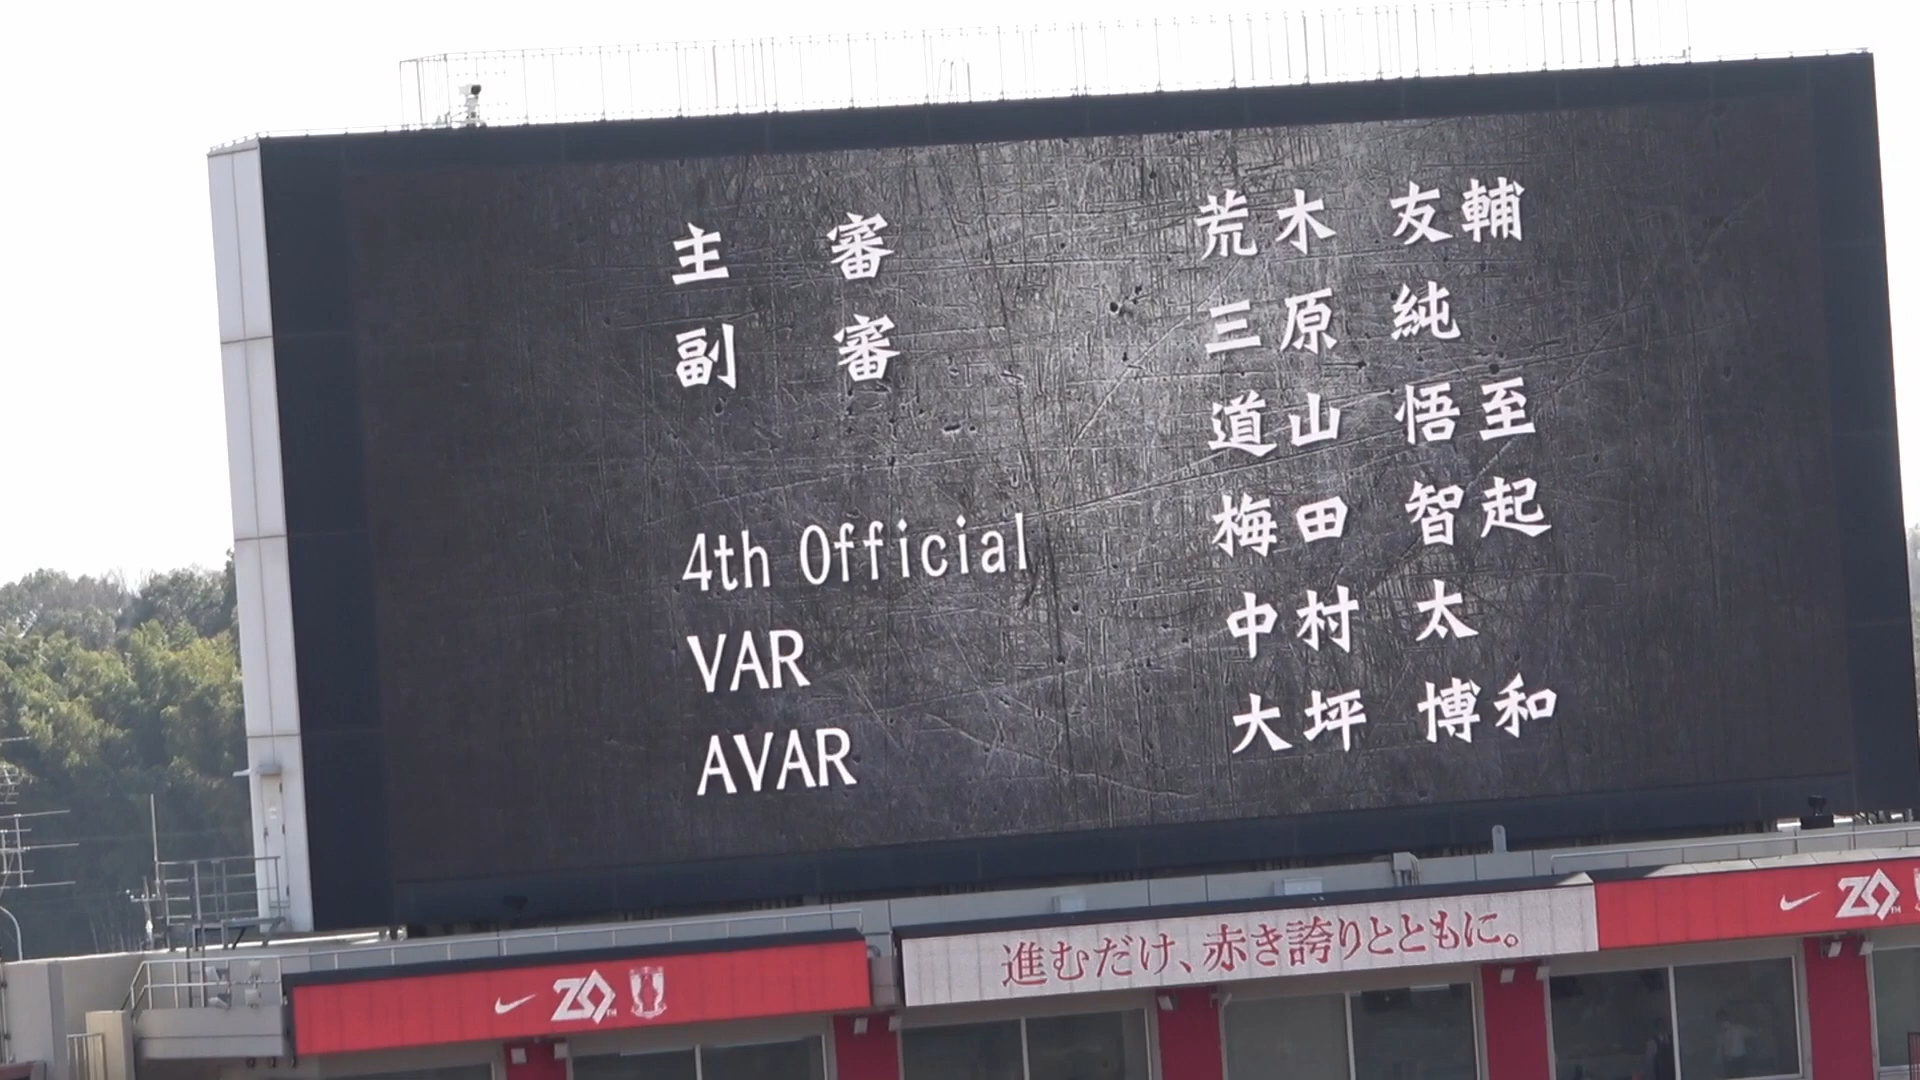 主審 荒木 友輔
副審 三原 純
道山 悟至
4th Official 梅田 智起
VAR 中村 太
AVAR 大坪 博和
進むだけ、赤き誇りとともに。